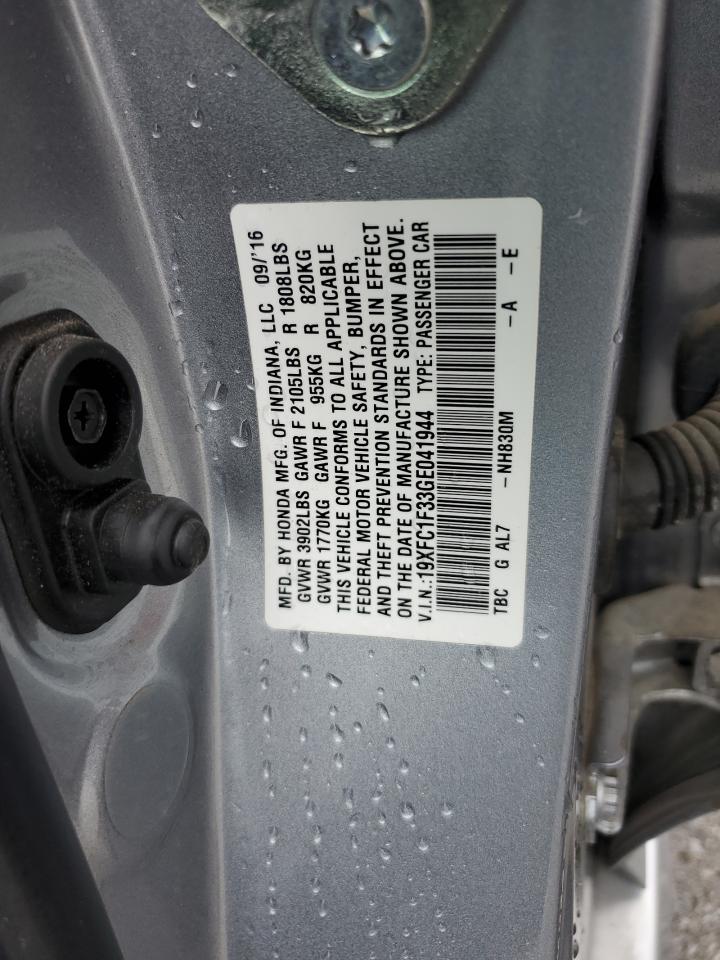 MFD. BY HONDA MFG. OF INDIANA, LLC 09/'16
GVWR 3902LBS GAWR F 2105LBS R 1808LBS
GVWR 1770KG GAWR F 955KG R 820KG
THIS VEHICLE CONFORMS TO ALL APPLICABLE
FEDERAL MOTOR VEHICLE SAFETY, BUMPER,
AND THEFT PREVENTION STANDARDS IN EFFECT
ON THE DATE OF MANUFACTURE SHOWN ABOVE.
V.I.N.:19XFC1F33GE041944 TYPE: PASSENGER CAR
TBC G AL7 -NH830M -A -E